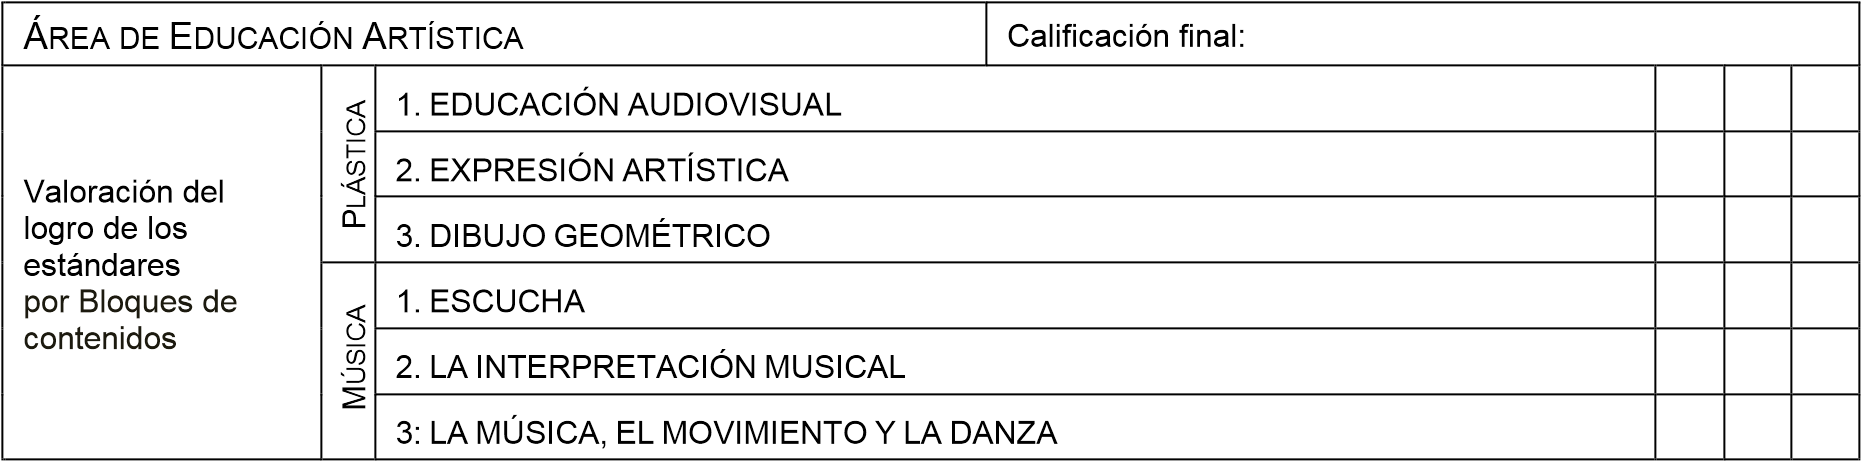 ÁREA DE EDUCACIÓN ARTÍSTICA
Calificación final:
Valoración del
logro de los
estándares
por Bloques de
contenidos
PLÁSTICA
1. EDUCACIÓN AUDIOVISUAL
2. EXPRESIÓN ARTÍSTICA
3. DIBUJO GEOMÉTRICO
MÚSICA
1. ESCUCHA
2. LA INTERPRETACIÓN MUSICAL
3: LA MÚSICA, EL MOVIMIENTO Y LA DANZA